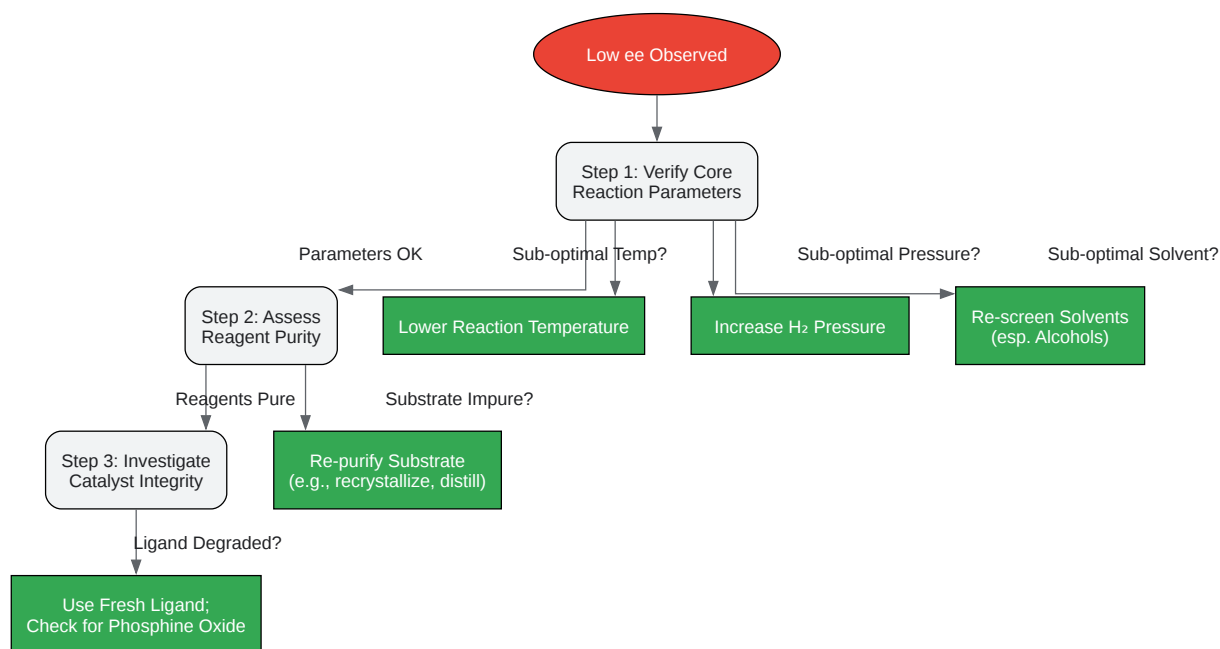 Low ee Observed
Step 1: Verify Core
Reaction Parameters
Parameters OK
Sub-optimal Temp?
Sub-optimal Pressure?
Sub-optimal Solvent?
Step 2: Assess
Reagent Purity
Lower Reaction Temperature
Increase H₂ Pressure
Re-screen Solvents
(esp. Alcohols)
Reagents Pure
Substrate Impure?
Step 3: Investigate
Catalyst Integrity
Re-purify Substrate
(e.g., recrystallize, distill)
Ligand Degraded?
Use Fresh Ligand;
Check for Phosphine Oxide